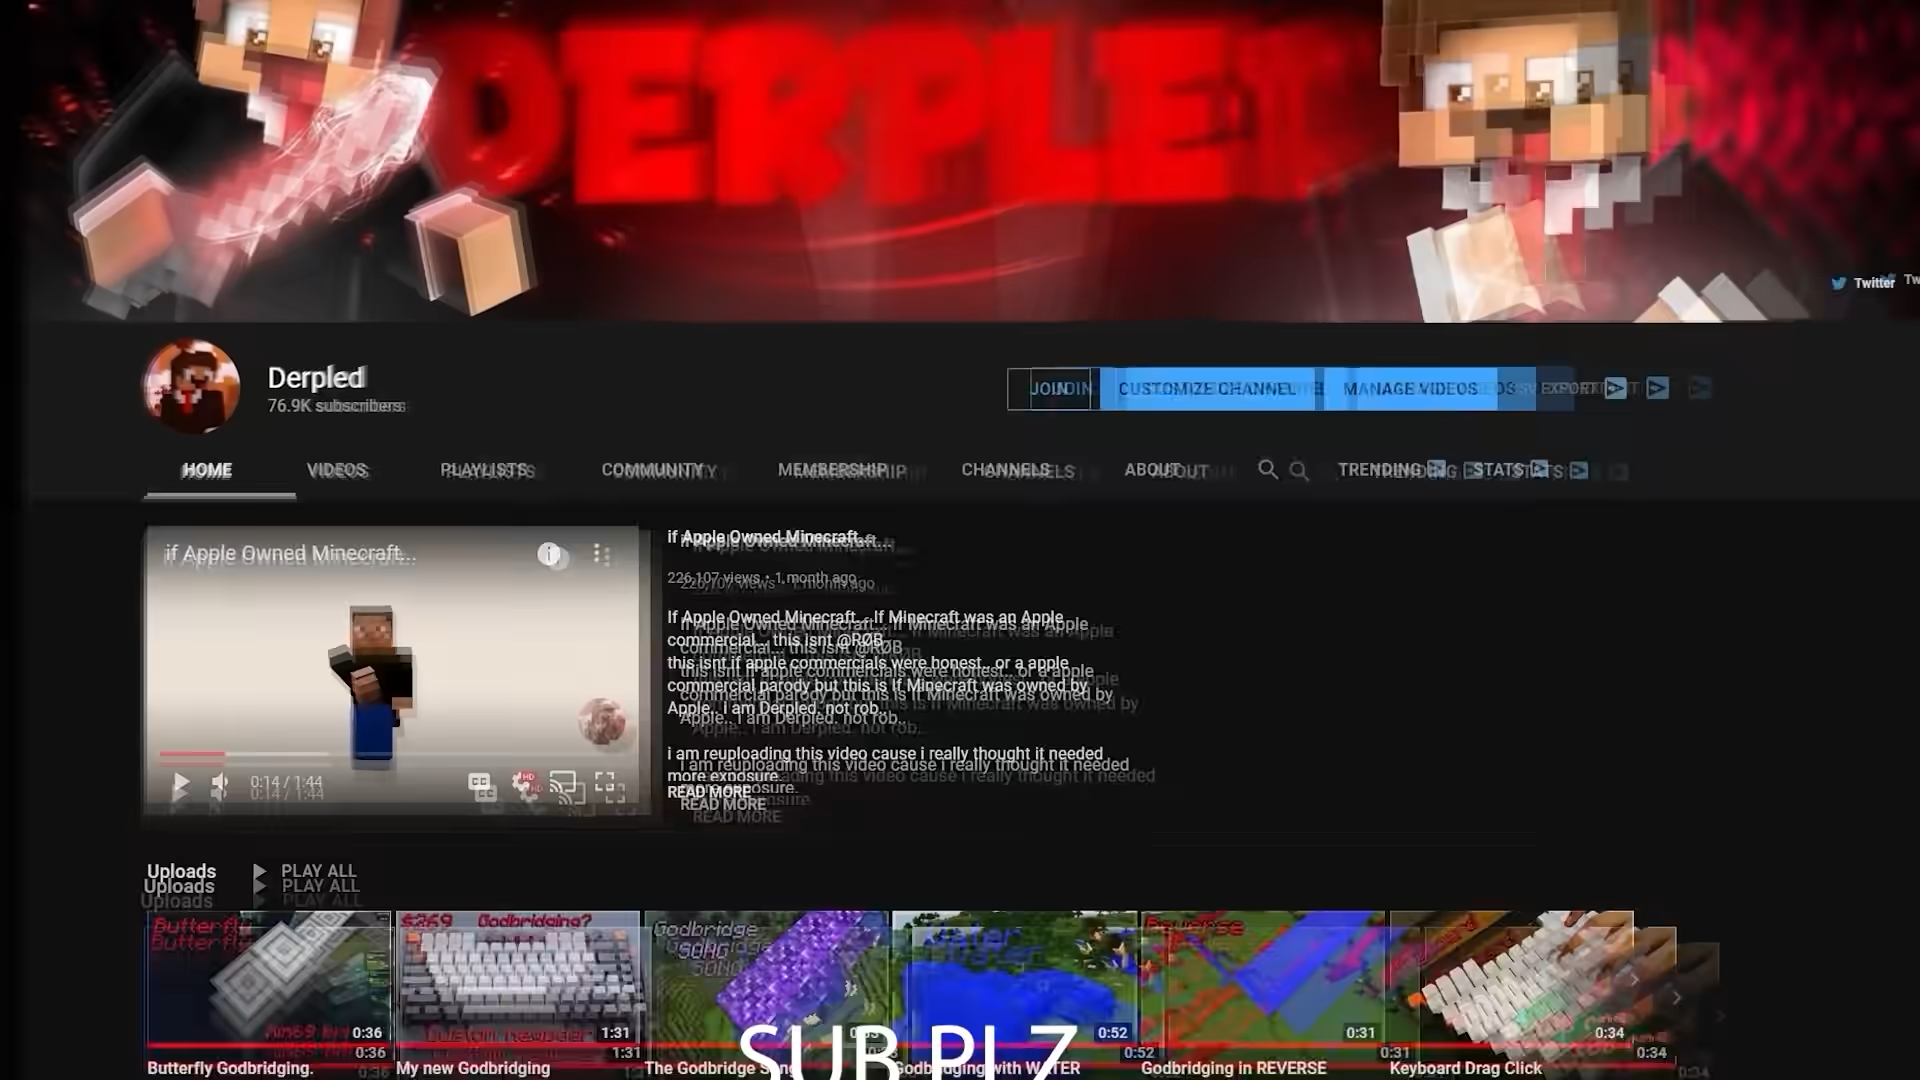 DERPLED
Twitter
Derpled
76.9K subscribers
JOIN CUSTOMIZE CHANNEL MANAGE VIDEOS CSV EXPORT
HOME VIDEOS PLAYLISTS COMMUNITY MEMBERSHIP CHANNELS ABOUT TRENDING STATS
if Apple Owned Minecraft...
0:14 / 1:44
if Apple Owned Minecraft...
226,107 views • 1 month ago
If Apple Owned Minecraft... If Minecraft was an Apple
commercial... this isnt @RØB
this isnt if apple commercials were honest.. or a apple
commercial parody but this is If Minecraft was owned by
Apple.. i am Derpled. not rob..
i am reuploading this video cause i really thought it needed
more exposure.
READ MORE
Uploads PLAY ALL
Butterfly
0:36
$269 Godbridging?
1:31
Godbridge
SONG
Water
0:52
Reverse
0:31
0:34
SUB PLZ
Butterfly Godbridging.
My new Godbridging
The Godbridge Song
Godbridging with WATER
Godbridging in REVERSE
Keyboard Drag Click